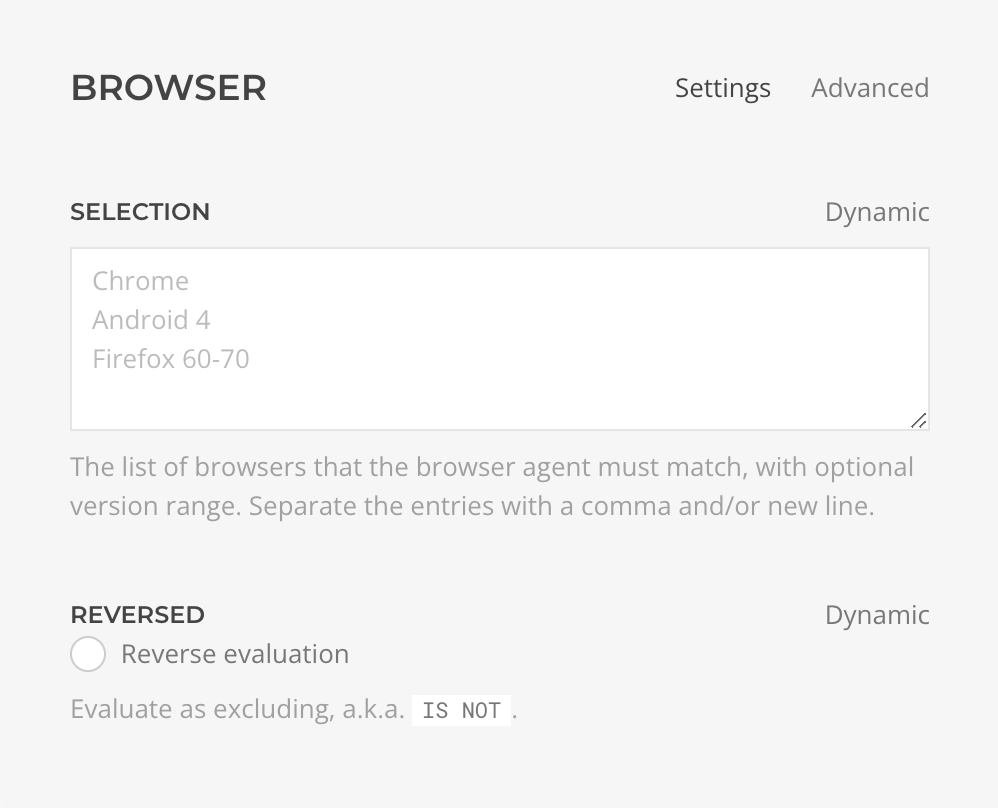 BROWSER
Settings
Advanced
SELECTION
Dynamic
Chrome
Android 4
Firefox 60-70
The list of browsers that the browser agent must match, with optional
version range. Separate the entries with a comma and/or new line.
REVERSED
Dynamic
Reverse evaluation
Evaluate as excluding, a.k.a. IS NOT.